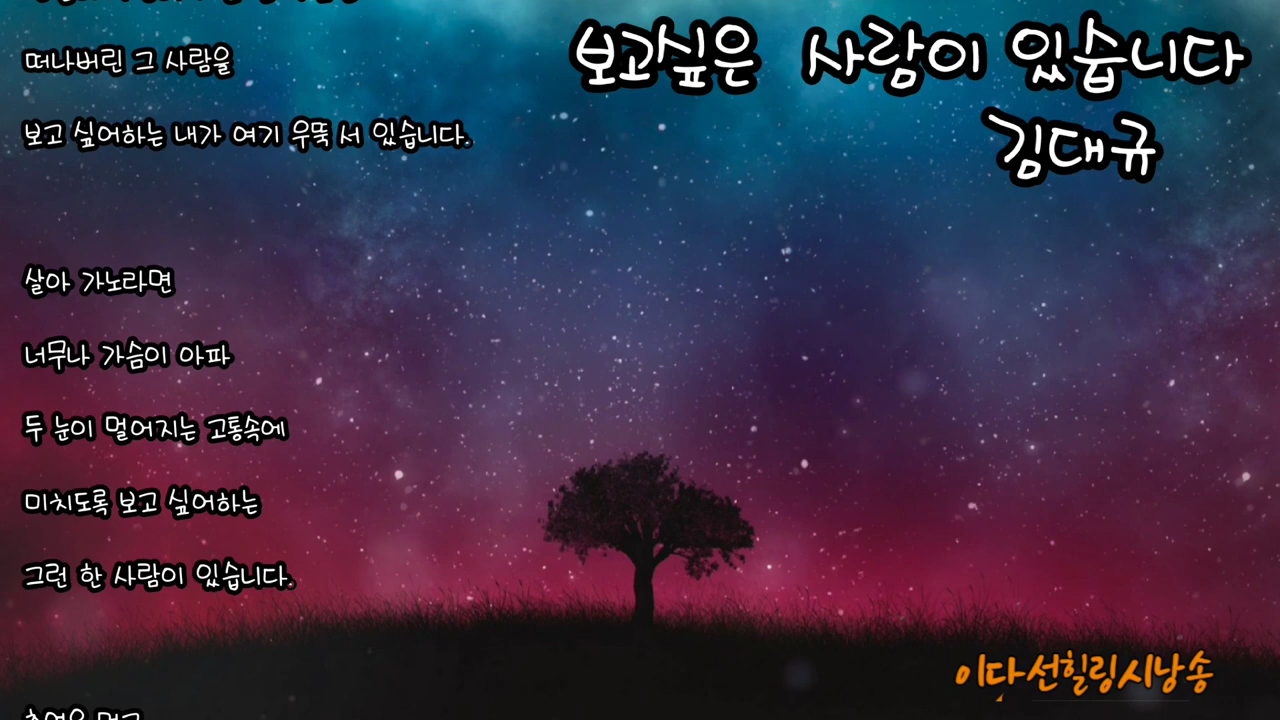 보고싶은 사람이 있습니다
김대규
떠나버린 그 사람을
보고 싶어하는 내가 여기 우뚝 서 있습니다.
살아 가노라면
너무나 가슴이 아파
두 눈이 멀어지는 고통속에
미치도록 보고 싶어하는
그런 한 사람이 있습니다.
이다선힐링시낭송